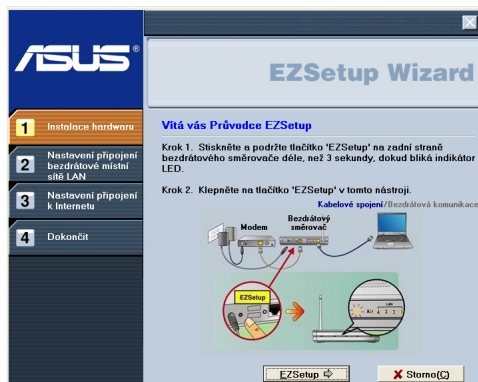 ASUS®
EZSetup Wizard
1 Instalace hardwaru
2 Nastavení připojení
bezdrátové místní
sítě LAN
3 Nastavení připojení
k Internetu
4 Dokončit
Vítá vás Průvodce EZSetup
Krok 1. Stiskněte a podržte tlačítko 'EZSetup' na zadní straně
bezdrátového směrovače déle, než 3 sekundy, dokud bliká indikátor
LED.
Krok 2. Klepněte na tlačítko 'EZSetup' v tomto nástroji.
Kabelové spojení/Bezdrátová komunikace
Modem
Bezdrátový
směrovač
EZSetup
EZSetup
Storno(C)